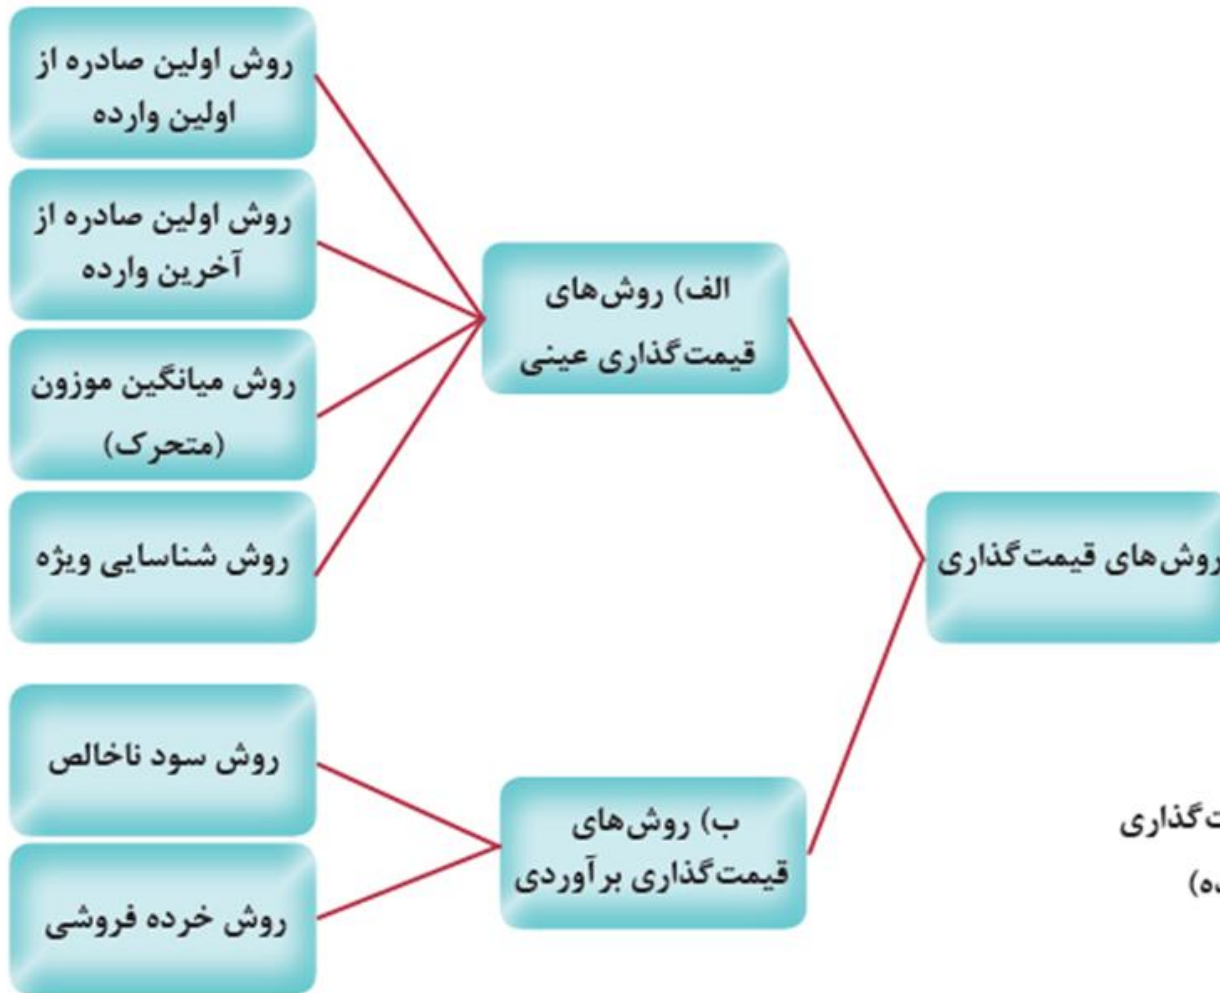 روش‌های قیمت‌گذاری
الف) روش‌های
قیمت‌گذاری عینی
روش اولین صادره از
اولین وارده
روش اولین صادره از
آخرین وارده
روش میانگین موزون
(متحرک)
روش شناسایی ویژه
ب) روش‌های
قیمت‌گذاری برآوردی
روش سود ناخالص
روش خرده فروشی